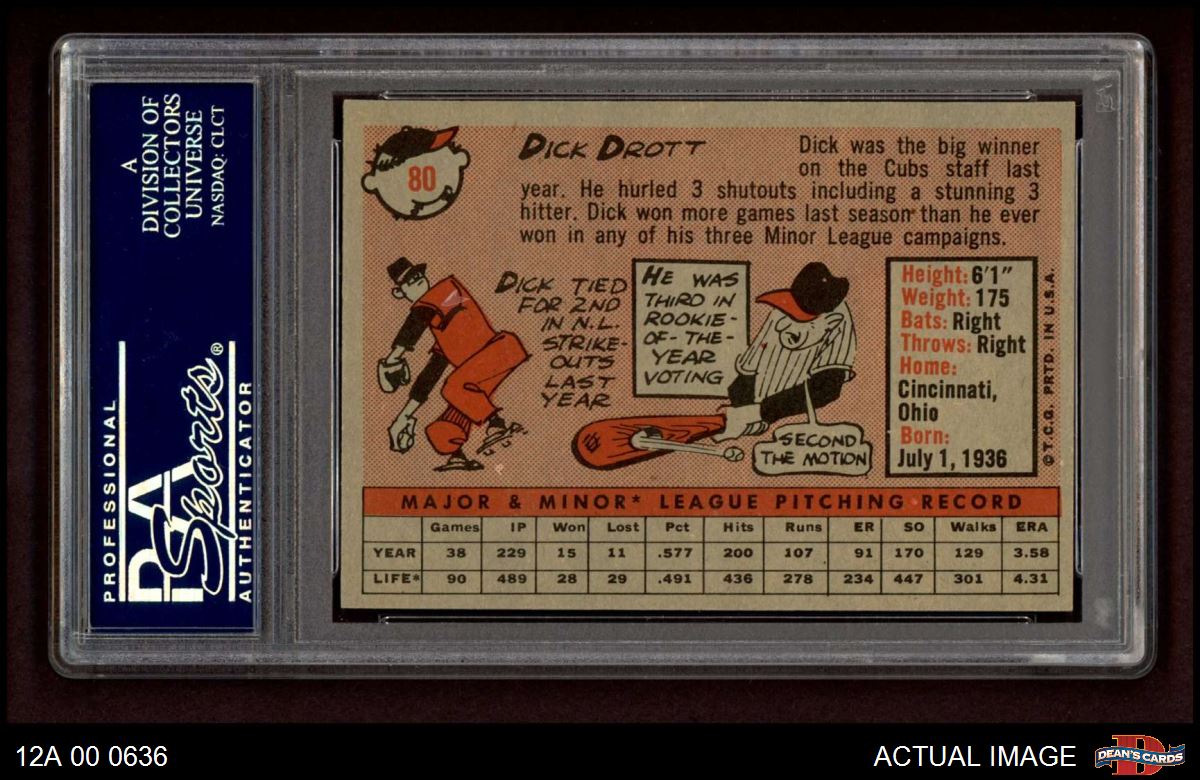 A
DIVISION OF
COLLECTORS
UNIVERSE
NASDAQ: CLCT
PROFESSIONAL
PSA
Sports®
AUTHENTICATOR
80
DICK DROTT
Dick was the big winner
on the Cubs staff last
year. He hurled 3 shutouts including a stunning 3
hitter. Dick won more games last season than he ever
won in any of his three Minor League campaigns.
DICK TIED
FOR 2ND
IN N.L.
STRIKE-
OUTS
LAST
YEAR
HE WAS
THIRD IN
ROOKIE-
OF-THE-
YEAR
VOTING
SECOND
THE MOTION
Height: 6'1"
Weight: 175
Bats: Right
Throws: Right
Home:
Cincinnati,
Ohio
Born:
July 1, 1936
© T.C.G. PRTD. IN U.S.A.
MAJOR & MINOR* LEAGUE PITCHING RECORD
Games IP Won Lost Pct Hits Runs ER SO Walks ERA
YEAR 38 229 15 11 .577 200 107 91 170 129 3.58
LIFE* 90 489 28 29 .491 436 278 234 447 301 4.31
12A 00 0636
ACTUAL IMAGE
DEAN'S CARDS